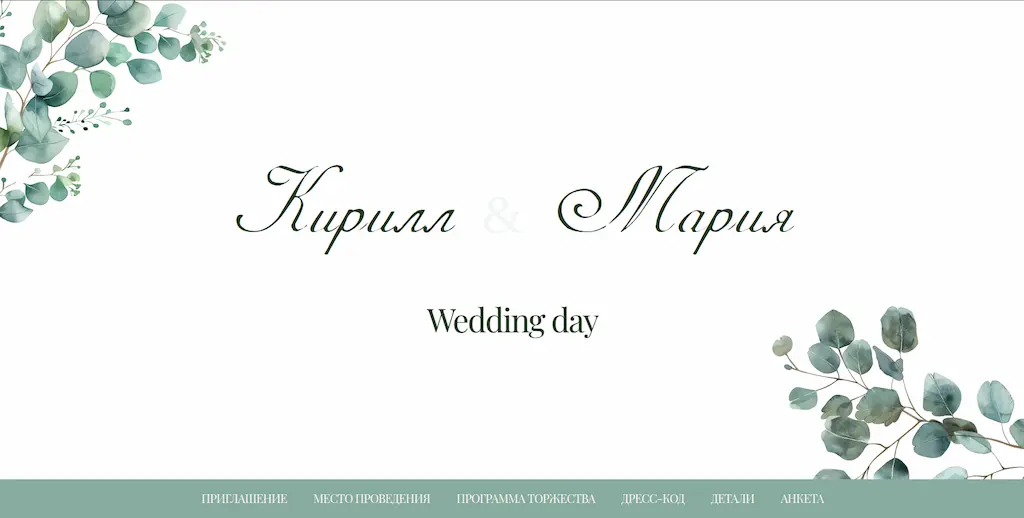 Кирилл & Мария
Wedding day
ПРИГЛАШЕНИЕ МЕСТО ПРОВЕДЕНИЯ ПРОГРАММА ТОРЖЕСТВА ДРЕСС-КОД ДЕТАЛИ АНКЕТА